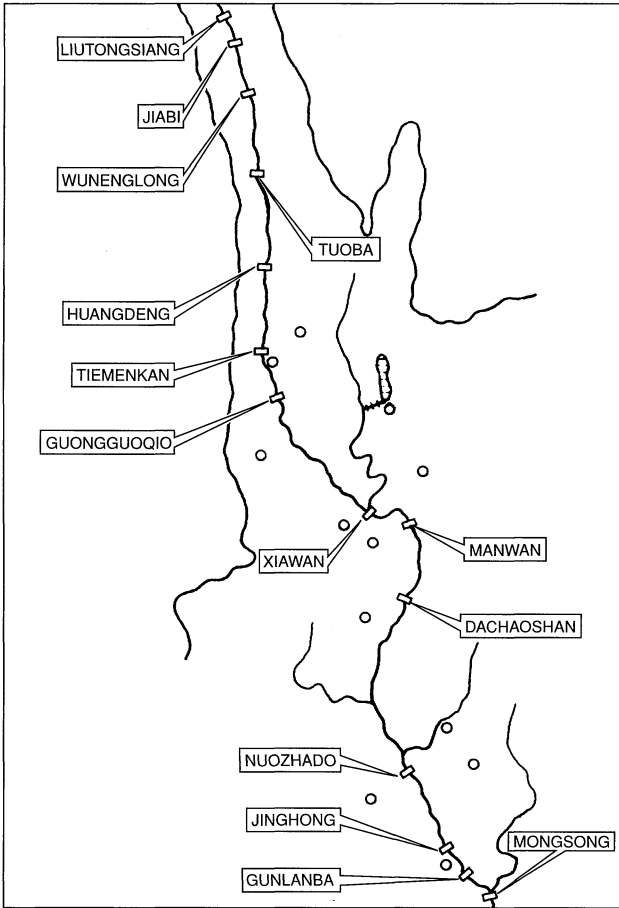 LIUTONGSIANG
JIABI
WUNENGLONG
TUOBA
HUANGDENG
TIEMENKAN
GUONGGUOQIO
XIAWAN
MANWAN
DACHAOSHAN
NUOZHADO
JINGHONG
MONGSONG
GUNLANBA